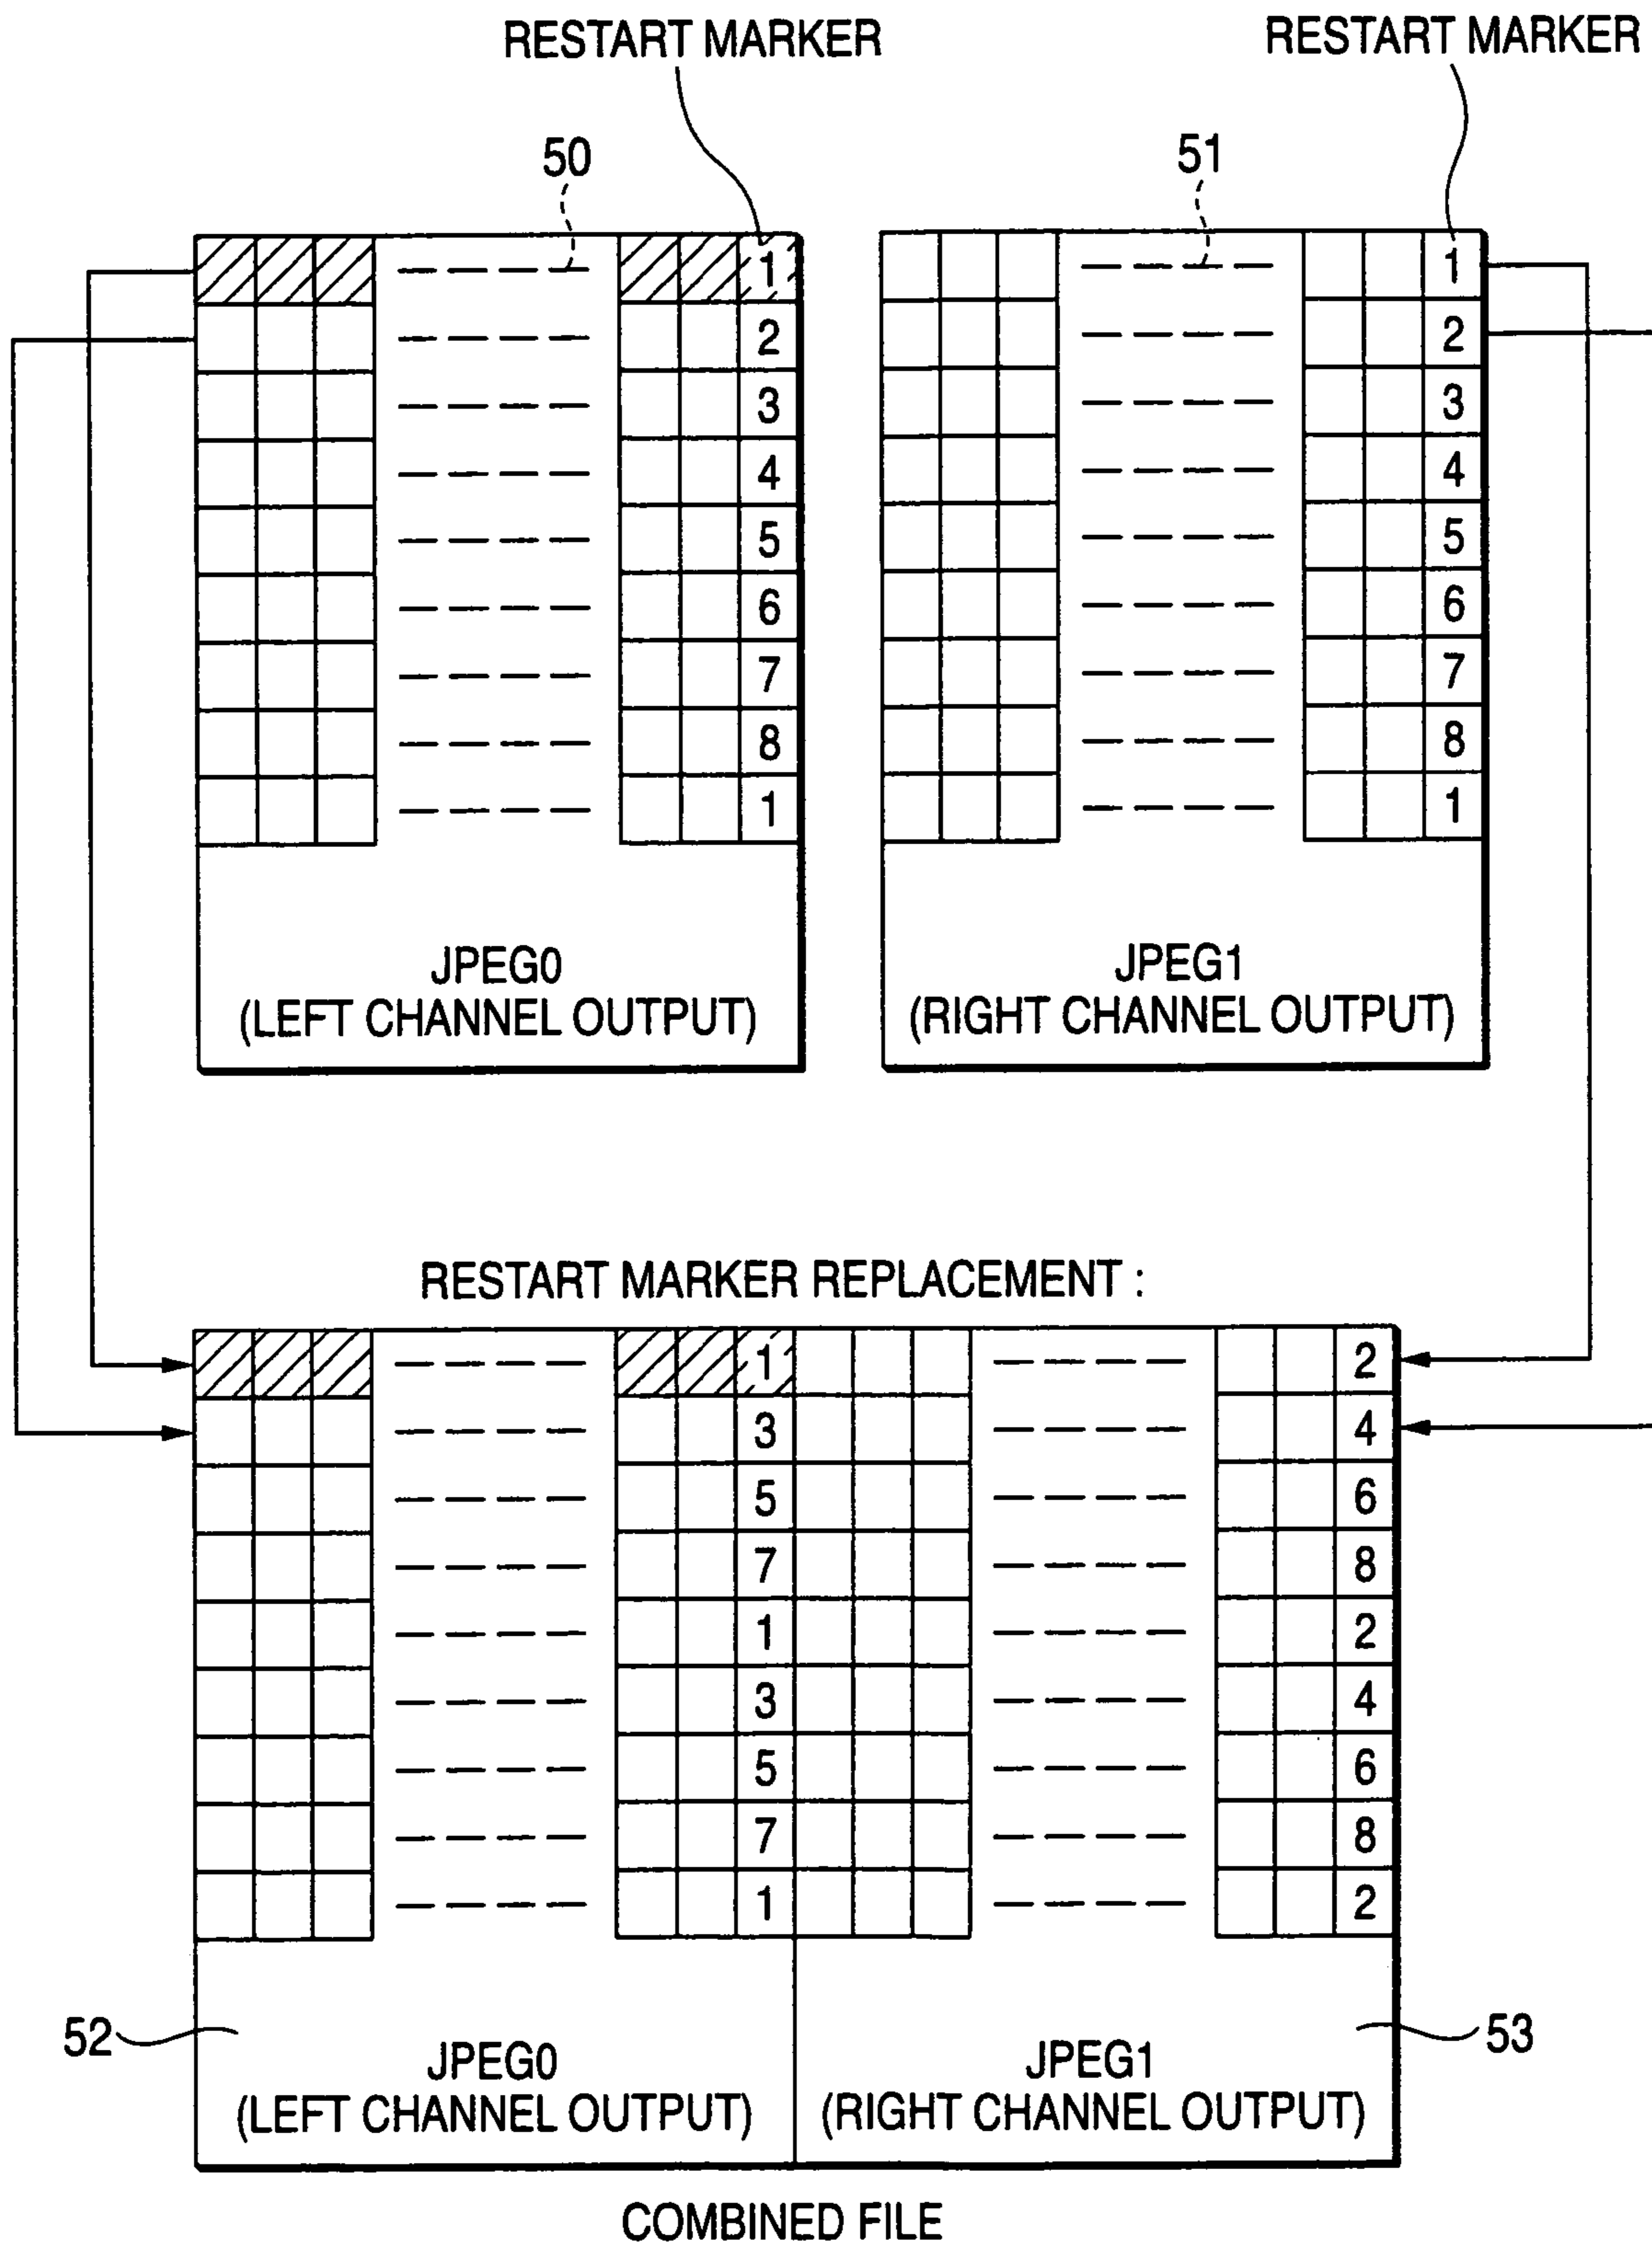 RESTART MARKER RESTART MARKER
50 51
1 1
2 2
3 3
4 4
5 5
6 6
7 7
8 8
1 1
JPEG0 JPEG1
(LEFT CHANNEL OUTPUT) (RIGHT CHANNEL OUTPUT)
RESTART MARKER REPLACEMENT :
1 2
3 4
5 6
7 8
1 2
3 4
5 6
7 8
1 2
52 53
JPEG0 JPEG1
(LEFT CHANNEL OUTPUT) (RIGHT CHANNEL OUTPUT)
COMBINED FILE